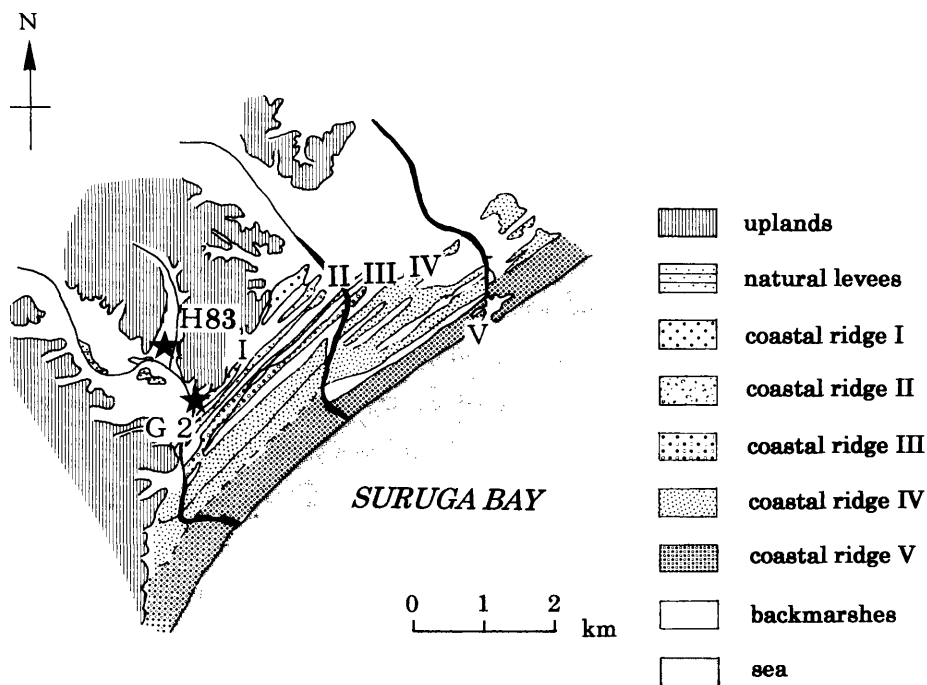 N
II III IV
H83
I
V
G 2
SURUGA BAY
0 1 2
km
uplands
natural levees
coastal ridge I
coastal ridge II
coastal ridge III
coastal ridge IV
coastal ridge V
backmarshes
sea